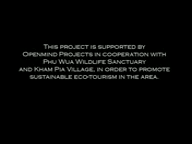 This project is supported by
Openmind Projects in cooperation with
Phu Wua Wildlife Sanctuary
and Kham Pia Village, in order to promote
sustainable eco-tourism in the area.